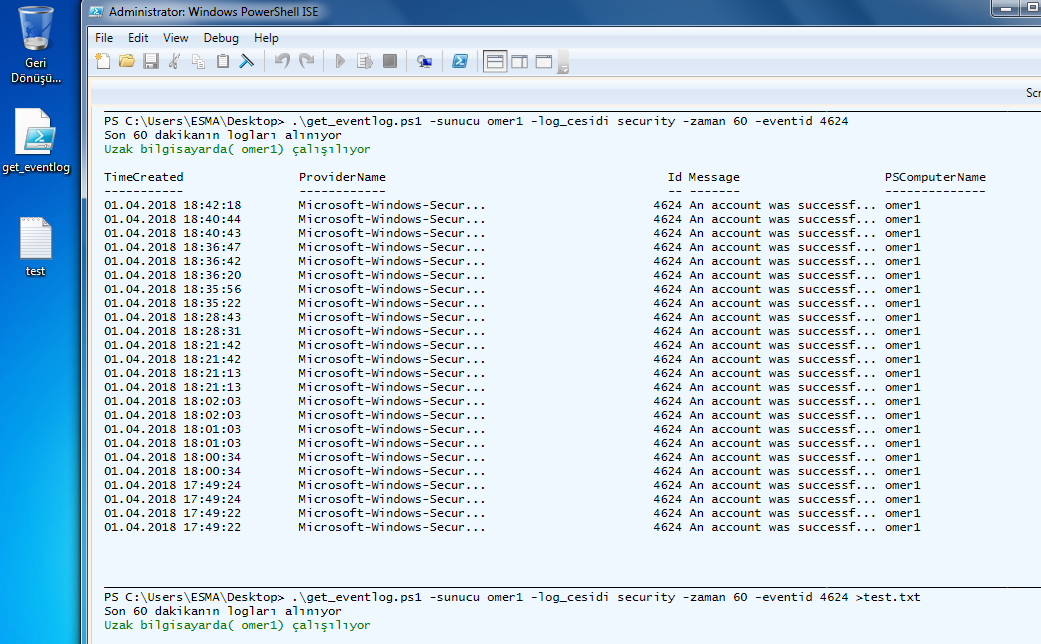 Administrator: Windows PowerShell ISE
File Edit View Debug Help
Geri
Dönüşü...
get_eventlog
test
Scr
PS C:\Users\ESMA\Desktop> .\get_eventlog.ps1 -sunucu omer1 -log_cesidi security -zaman 60 -eventid 4624
Son 60 dakikanın logları alınıyor
Uzak bilgisayarda( omer1) çalışılıyor
TimeCreated ProviderName Id Message PSComputerName
----------- ------------ -- ------- --------------
01.04.2018 18:42:18 Microsoft-Windows-Secur... 4624 An account was successf... omer1
01.04.2018 18:40:44 Microsoft-Windows-Secur... 4624 An account was successf... omer1
01.04.2018 18:40:43 Microsoft-Windows-Secur... 4624 An account was successf... omer1
01.04.2018 18:36:47 Microsoft-Windows-Secur... 4624 An account was successf... omer1
01.04.2018 18:36:42 Microsoft-Windows-Secur... 4624 An account was successf... omer1
01.04.2018 18:36:20 Microsoft-Windows-Secur... 4624 An account was successf... omer1
01.04.2018 18:35:56 Microsoft-Windows-Secur... 4624 An account was successf... omer1
01.04.2018 18:35:22 Microsoft-Windows-Secur... 4624 An account was successf... omer1
01.04.2018 18:28:43 Microsoft-Windows-Secur... 4624 An account was successf... omer1
01.04.2018 18:28:31 Microsoft-Windows-Secur... 4624 An account was successf... omer1
01.04.2018 18:21:42 Microsoft-Windows-Secur... 4624 An account was successf... omer1
01.04.2018 18:21:42 Microsoft-Windows-Secur... 4624 An account was successf... omer1
01.04.2018 18:21:13 Microsoft-Windows-Secur... 4624 An account was successf... omer1
01.04.2018 18:21:13 Microsoft-Windows-Secur... 4624 An account was successf... omer1
01.04.2018 18:02:03 Microsoft-Windows-Secur... 4624 An account was successf... omer1
01.04.2018 18:02:03 Microsoft-Windows-Secur... 4624 An account was successf... omer1
01.04.2018 18:01:03 Microsoft-Windows-Secur... 4624 An account was successf... omer1
01.04.2018 18:01:03 Microsoft-Windows-Secur... 4624 An account was successf... omer1
01.04.2018 18:00:34 Microsoft-Windows-Secur... 4624 An account was successf... omer1
01.04.2018 18:00:34 Microsoft-Windows-Secur... 4624 An account was successf... omer1
01.04.2018 17:49:24 Microsoft-Windows-Secur... 4624 An account was successf... omer1
01.04.2018 17:49:24 Microsoft-Windows-Secur... 4624 An account was successf... omer1
01.04.2018 17:49:22 Microsoft-Windows-Secur... 4624 An account was successf... omer1
01.04.2018 17:49:22 Microsoft-Windows-Secur... 4624 An account was successf... omer1
PS C:\Users\ESMA\Desktop> .\get_eventlog.ps1 -sunucu omer1 -log_cesidi security -zaman 60 -eventid 4624 >test.txt
Son 60 dakikanın logları alınıyor
Uzak bilgisayarda( omer1) çalışılıyor